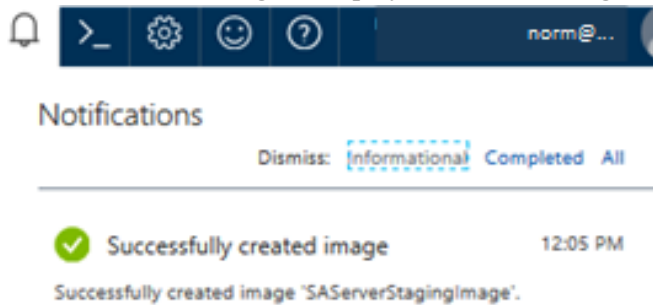 norm@...
Notifications
Dismiss: Informational Completed All
Successfully created image 12:05 PM
Successfully created image 'SAServerStagingImage'.